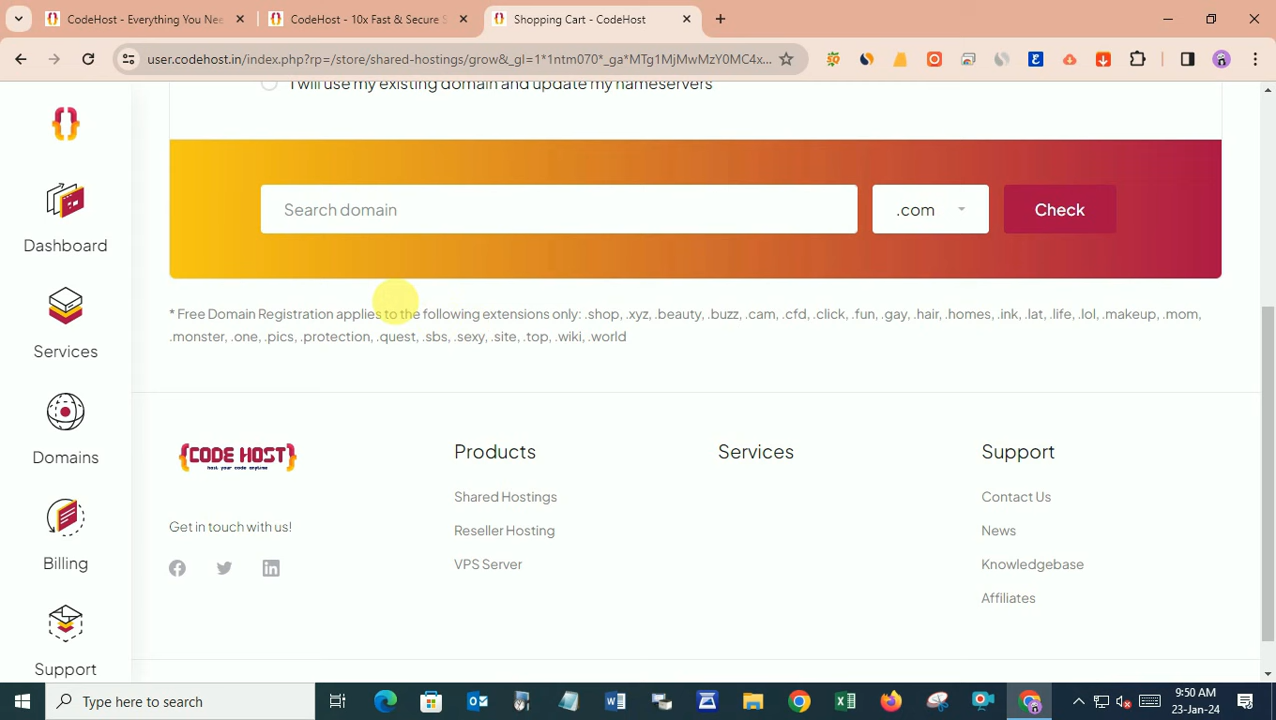 CodeHost - Everything You Nee
CodeHost - 10x Fast & Secure S
Shopping Cart - CodeHost
user.codehost.in/index.php?rp=/store/shared-hostings/grow&_gl=1*1ntm070*_ga*MTg1MjMwMzY0MC4x...
I will use my existing domain and update my nameservers
Search domain
.com
Check
* Free Domain Registration applies to the following extensions only: .shop, .xyz, .beauty, .buzz, .cam, .cfd, .click, .fun, .gay, .hair, .homes, .ink, .lat, .life, .lol, .makeup, .mom,
.monster, .one, .pics, .protection, .quest, .sbs, .sexy, .site, .top, .wiki, .world
Dashboard
Services
Domains
Billing
Support
{CODE HOST}
host your code anytime
Get in touch with us!
Products
Shared Hostings
Reseller Hosting
VPS Server
Services
Support
Contact Us
News
Knowledgebase
Affiliates
Type here to search
9:50 AM
23-Jan-24